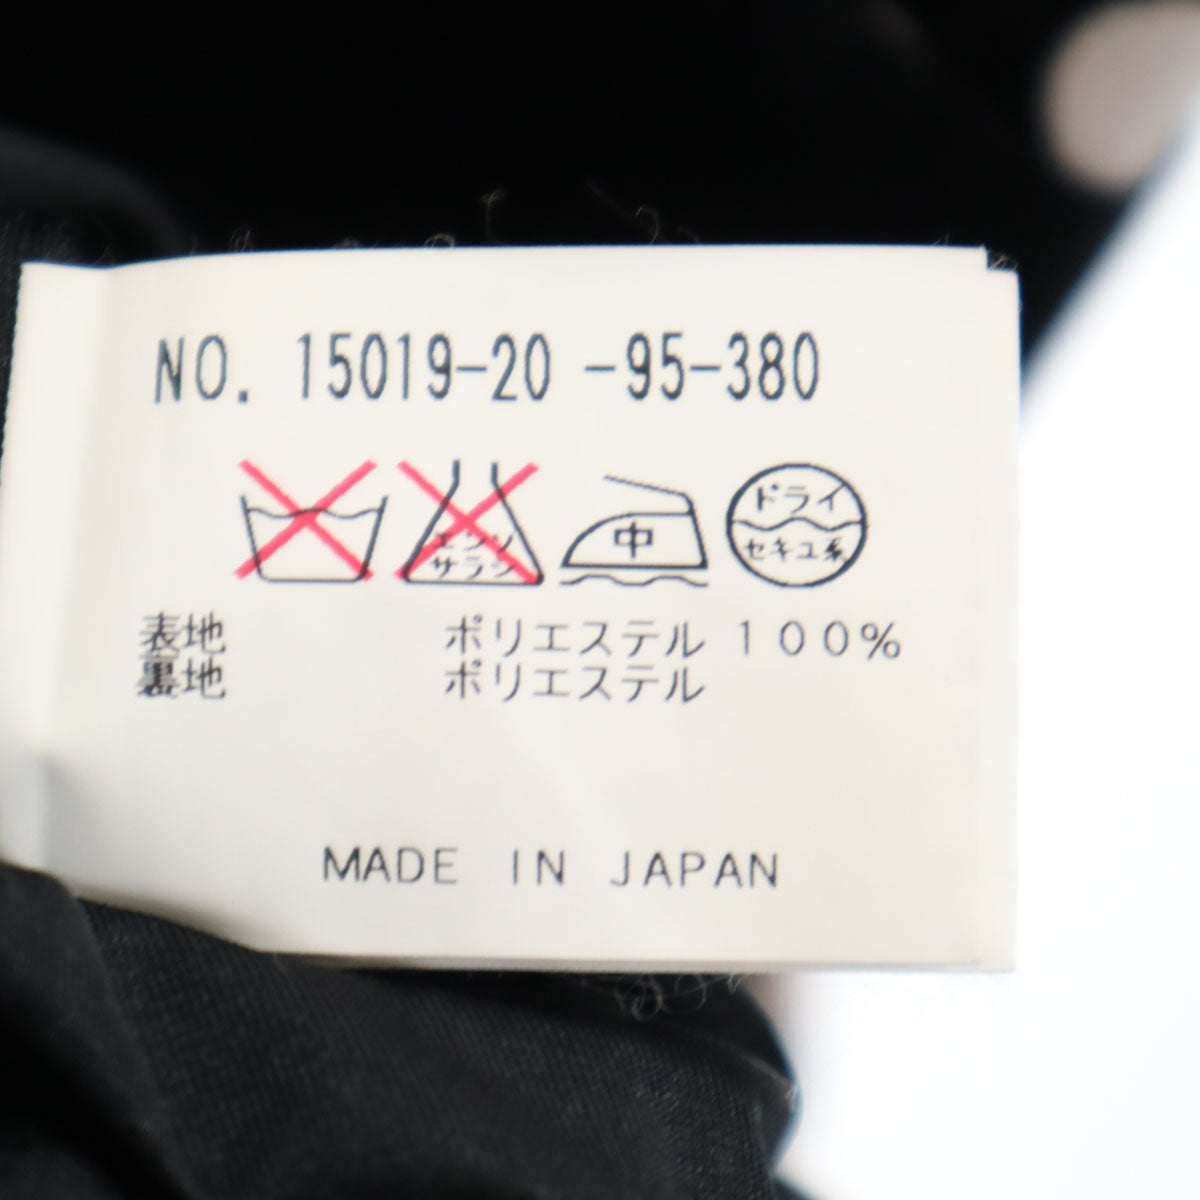 NO. 15019-20 -95-380
エンソ サラシ 中 ドライ セキユ系
表地 ポリエステル 100%
裏地 ポリエステル
MADE IN JAPAN